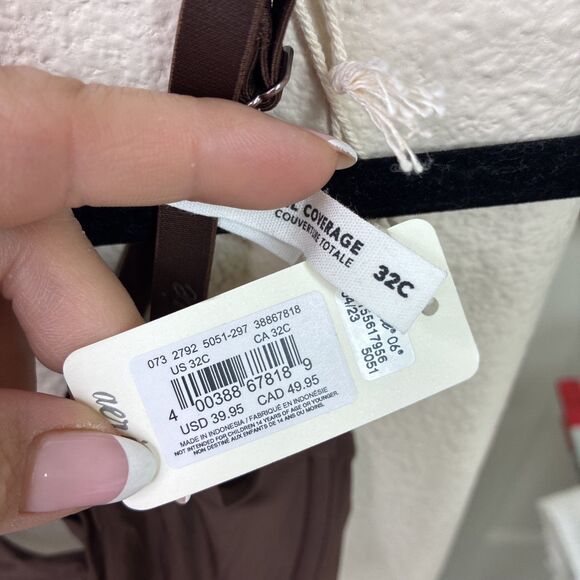 COVERAGE
COUVERTURE TOTALE
32C
073 2792 5051-297 38867818
US 32C CA 32C
4 00388 67818 9
USD 39.95 CAD 49.95
MADE IN INDONESIA / FABRIQUÉ EN INDONÉSIE
NOT INTENDED FOR CHILDREN 14 YEARS OF AGE OR YOUNGER.
NON DESTINÉ AUX ENFANTS DE 14 ANS OU MOINS.
55617956
5051